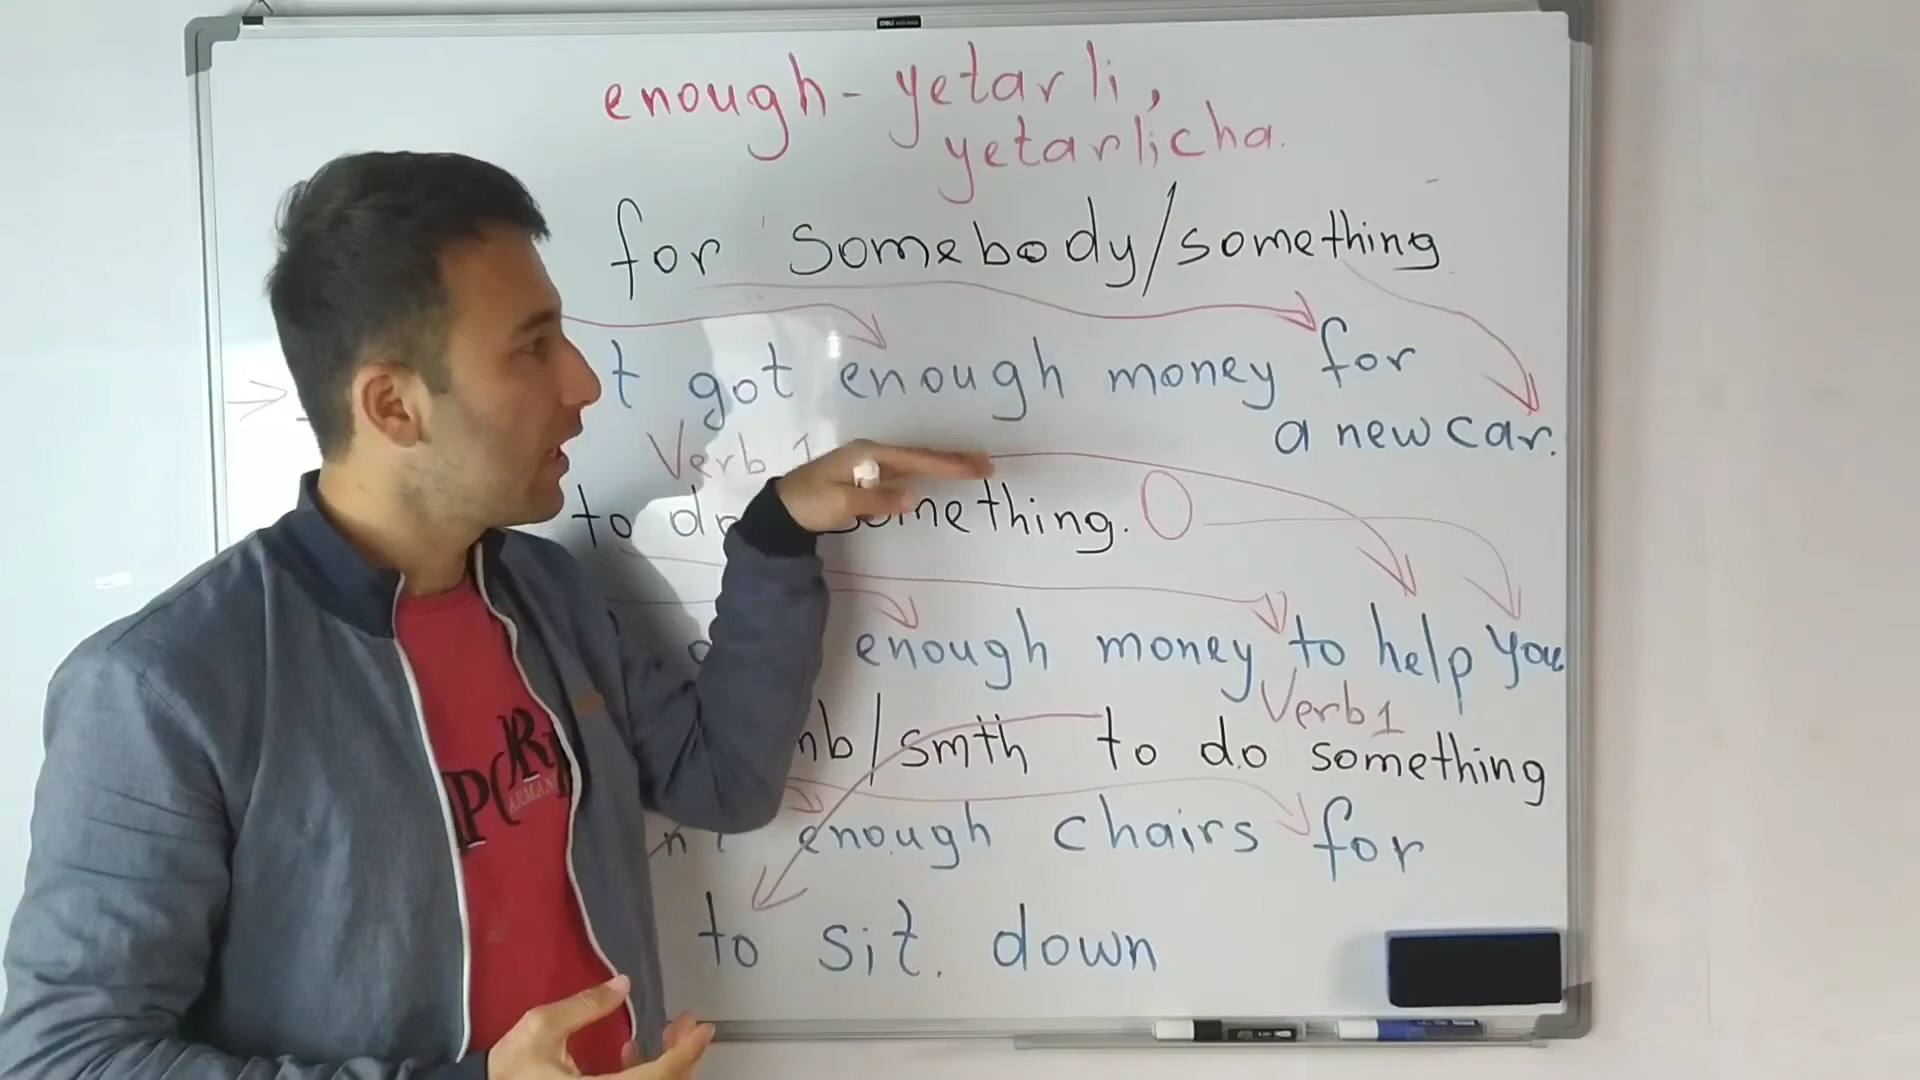 enough - yetarli,
yetarlicha.
for somebody/something
got enough money for
a new car.
Verb 1
to do something.
enough money to help you
Verb 1
/smth to do something
enough chairs for
to sit. down
ARMANI